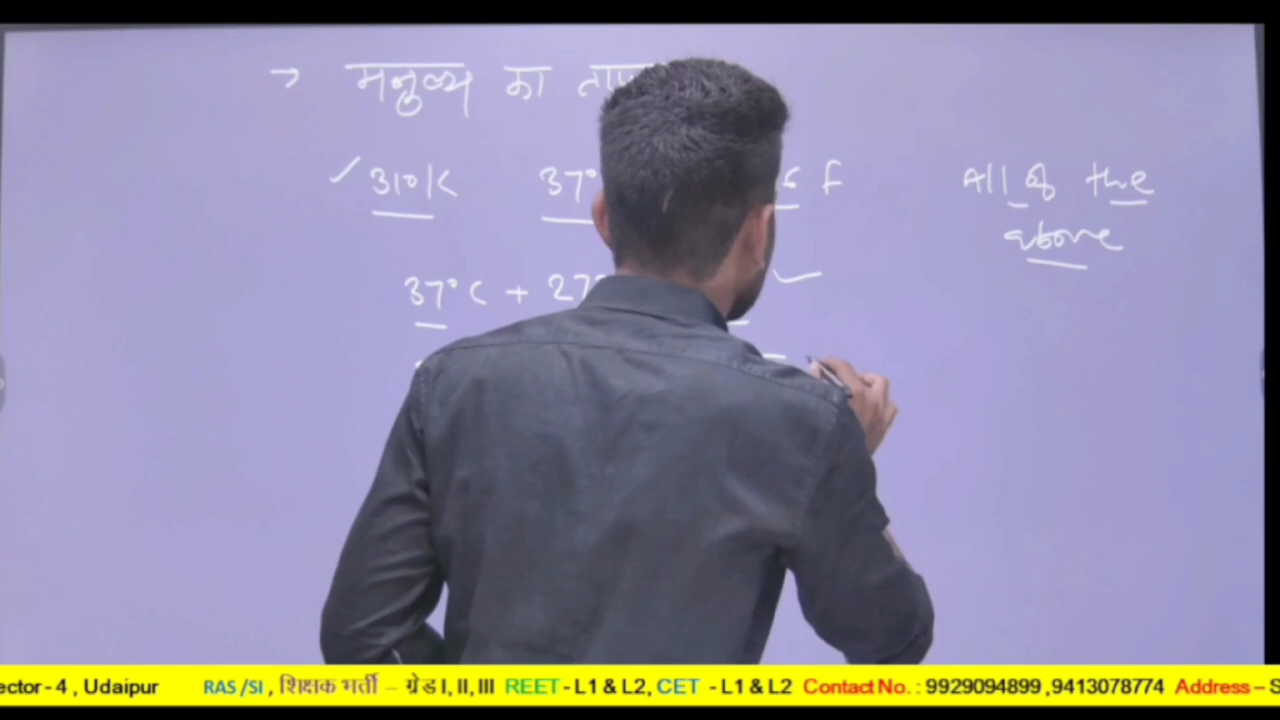 → मनुष्य का
✓ 310K 37° F All of the
above
37°C + 27
ector - 4 , Udaipur RAS /SI , शिक्षक भर्ती – ग्रेड I, II, III REET - L1 & L2, CET - L1 & L2 Contact No. : 9929094899 ,9413078774 Address – S